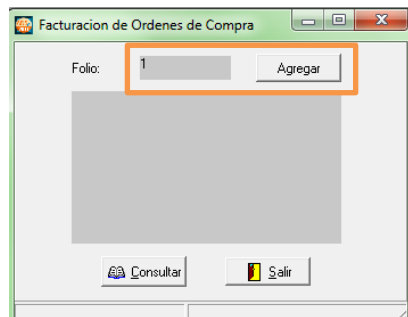 Facturacion de Ordenes de Compra
Folio: 1 Agregar
Consultar Salir